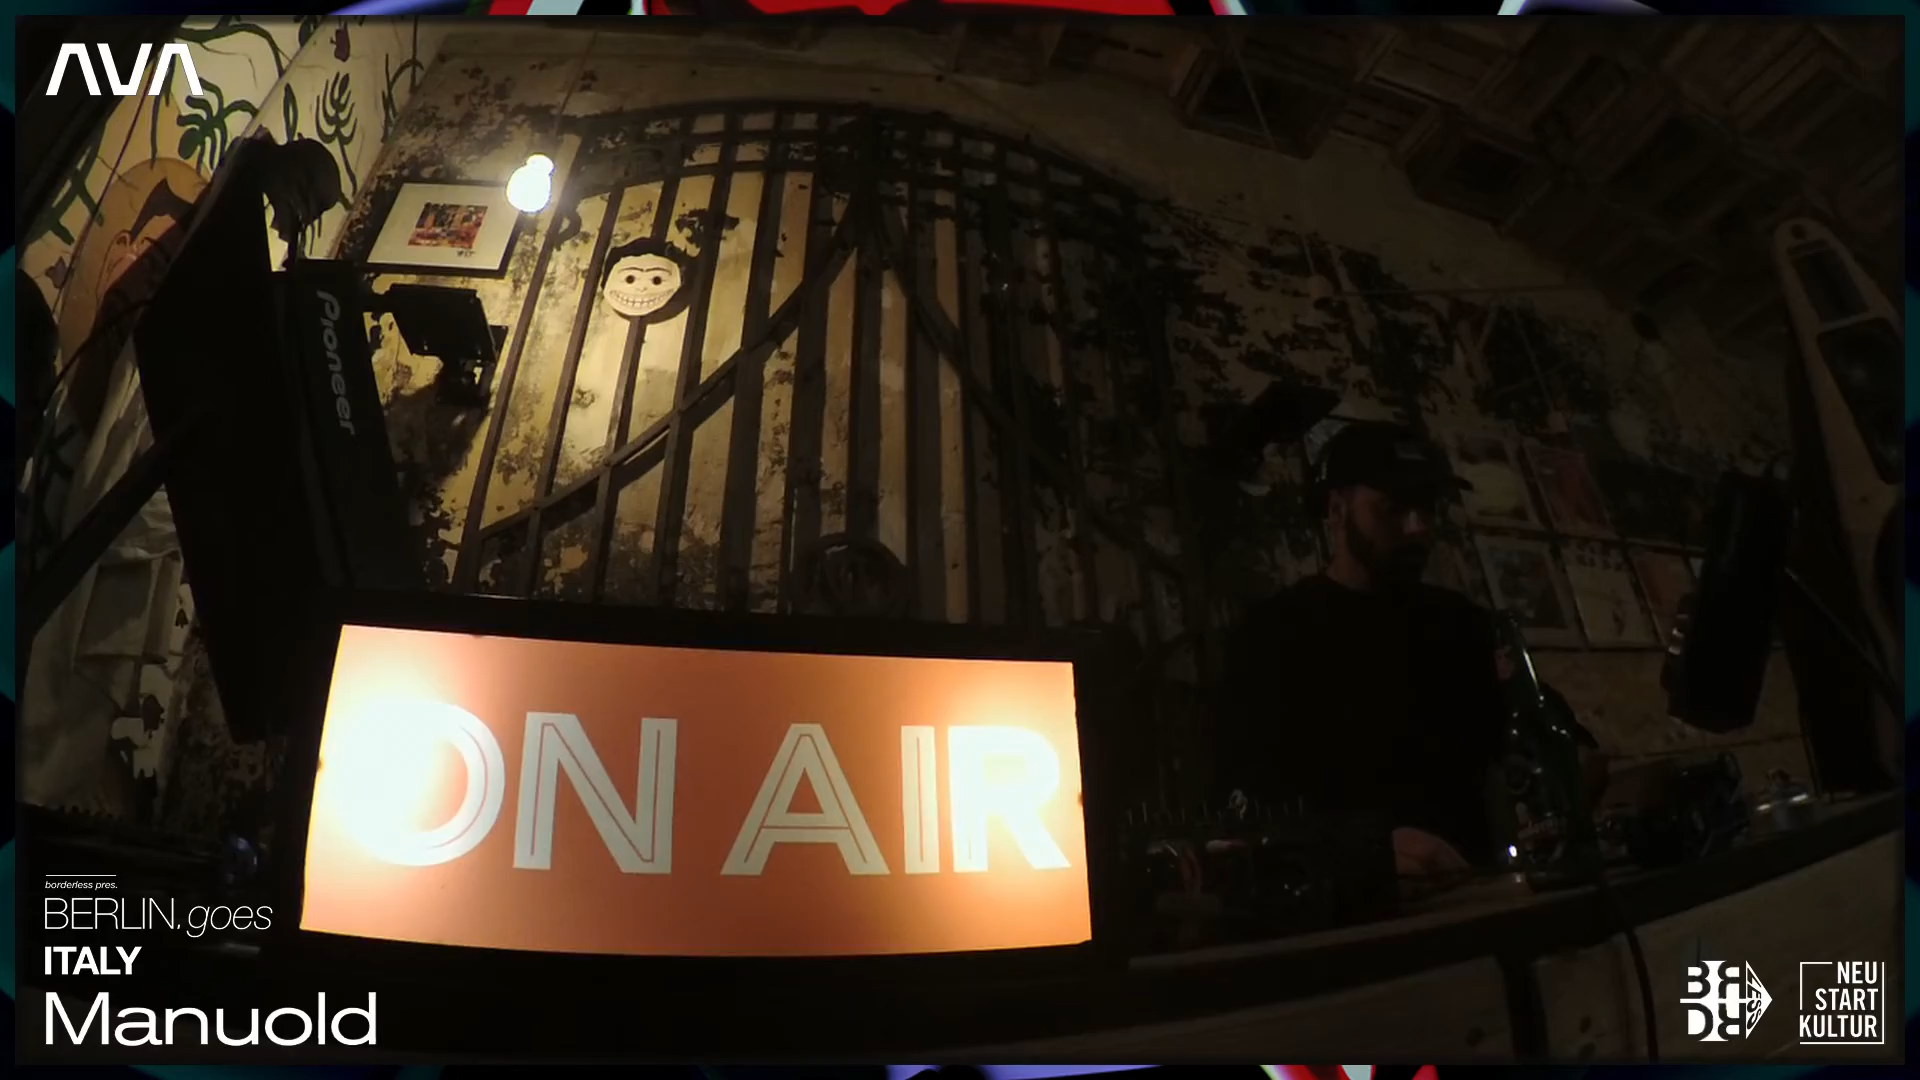 AVA
Pioneer
ON AIR
borderless pres.
BERLIN. goes
ITALY
Manuold
NEU
START
KULTUR